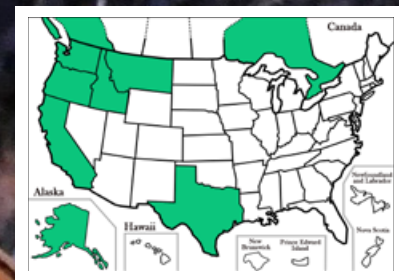 Canada
Alaska
Hawaii
New
Brunswick
Prince Edward
Island
Newfoundland
and Labrador
Nova Scotia